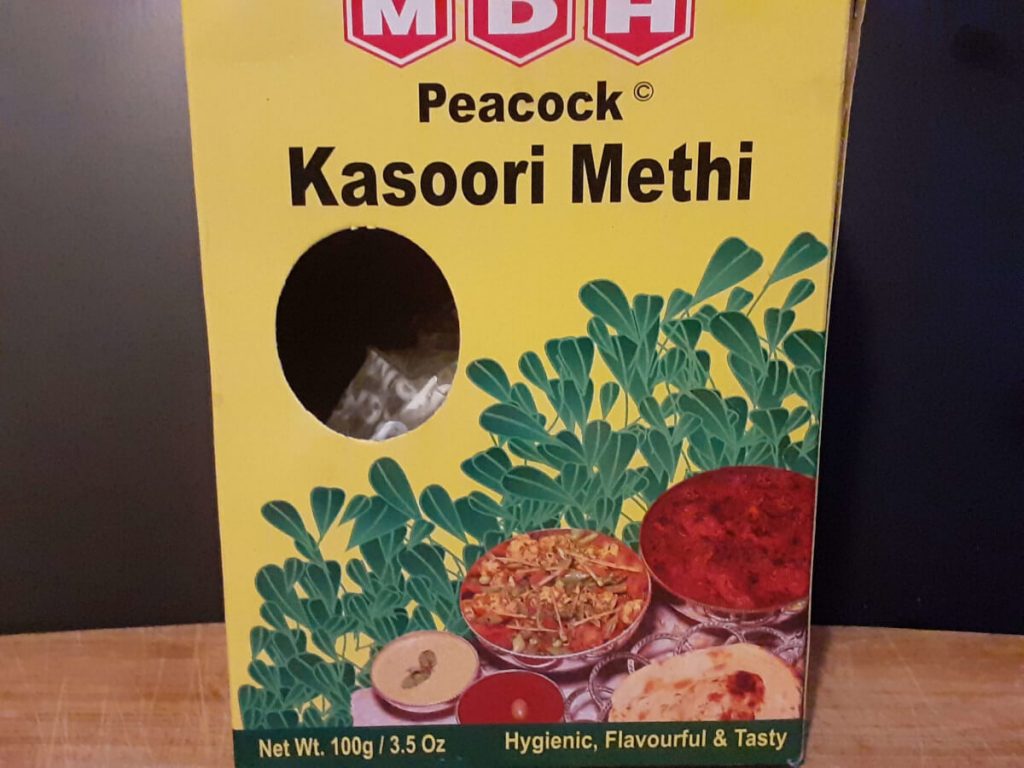 MDH
Peacock ©
Kasoori Methi
Net Wt. 100g / 3.5 Oz
Hygienic, Flavourful & Tasty